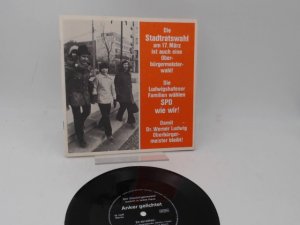 Die
Stadtratswahl
am 17. März
ist auch eine
Ober-
bürgermeister-
wahl!
Die
Ludwigshafener
Familien wählen
SPD
wie wir!
Damit
Dr. Werner Ludwig
Oberbürger-
meister bleibt!
Anker gelichtet